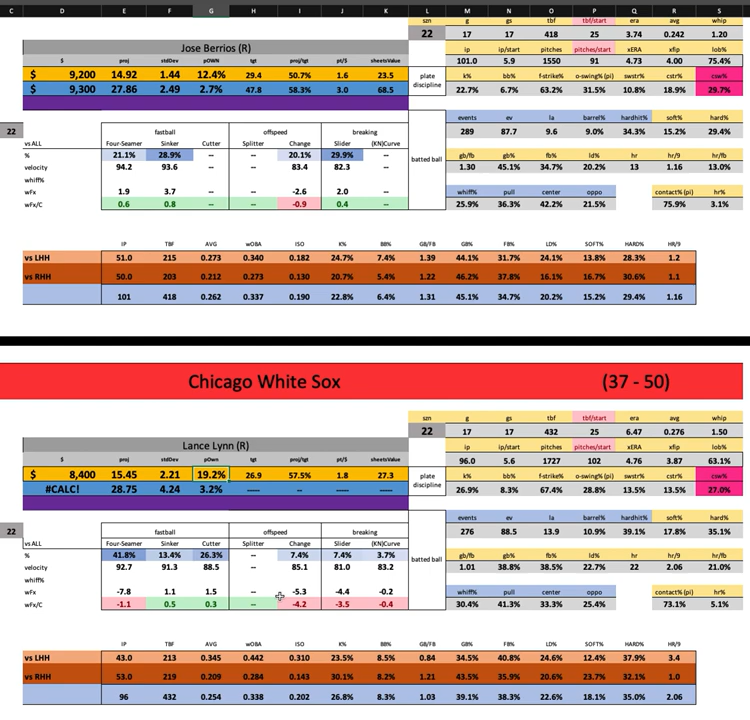 C D E F G H I J K L M N O P Q R S
szn g gs tbf tbf/start era avg whip
22 17 17 418 25 3.74 0.242 1.20
Jose Berrios (R) ip ip/start pitches pitches/start xERA xfip lob%
$ proj stdDev pOWN tgt proj/tgt pt/$ sheetsValue 101.0 5.9 1550 91 4.73 4.00 75.4%
$ 9,200 14.92 1.44 12.4% 29.4 50.7% 1.6 23.5 plate discipline k% bb% f-strike% o-swing% (pi) swstr% cstr% csw%
$ 9,300 27.86 2.49 2.7% 47.8 58.3% 3.0 68.5 22.7% 6.7% 63.2% 31.5% 10.8% 18.9% 29.7%
events ev la barrel% hardhit% soft% hard%
22 fastball offspeed breaking 289 87.7 9.6 9.0% 34.3% 15.2% 29.4%
vs ALL Four-Seamer Sinker Cutter Splitter Change Slider (KN)Curve
% 21.1% 28.9% -- -- 20.1% 29.9% -- batted ball gb/fb gb% fb% ld% hr hr/9 hr/fb
velocity 94.2 93.6 -- -- 83.4 82.3 -- 1.30 45.1% 34.7% 20.2% 13 1.16 13.0%
whiff%
wFx 1.9 3.7 -- -- -2.6 2.0 -- whiff% pull center oppo contact% (pi) hr%
wFx/C 0.6 0.8 -- -- -0.9 0.4 -- 25.9% 36.3% 42.2% 21.5% 75.9% 3.1%
IP TBF AVG wOBA ISO K% BB% GB/FB GB% FB% LD% SOFT% HARD% HR/9
vs LHH 51.0 215 0.273 0.340 0.182 24.7% 7.4% 1.39 44.1% 31.7% 24.1% 13.8% 28.3% 1.2
vs RHH 50.0 203 0.212 0.273 0.130 20.7% 5.4% 1.22 46.2% 37.8% 16.1% 16.7% 30.6% 1.1
101 418 0.262 0.337 0.190 22.8% 6.4% 1.31 45.1% 34.7% 20.2% 15.2% 29.4% 1.16
Chicago White Sox (37 - 50)
szn g gs tbf tbf/start era avg whip
22 17 17 432 25 6.47 0.276 1.50
Lance Lynn (R) ip ip/start pitches pitches/start xERA xfip lob%
$ proj stdDev pOwn tgt proj/tgt pt/$ sheetsValue 96.0 5.6 1727 102 4.76 3.87 63.1%
$ 8,400 15.45 2.21 19.2% 26.9 57.5% 1.8 27.3 plate discipline k% bb% f-strike% o-swing% (pi) swstr% cstr% csw%
#CALC! 28.75 4.24 3.2% ---- -- ---- ---- 26.9% 8.3% 67.4% 28.8% 13.5% 13.5% 27.0%
events ev la barrel% hardhit% soft% hard%
22 fastball offspeed breaking 276 88.5 13.9 10.9% 39.1% 17.8% 35.1%
vs ALL Four-Seamer Sinker Cutter Splitter Change Slider (KN)Curve
% 41.8% 13.4% 26.3% -- 7.4% 7.4% 3.7% batted ball gb/fb gb% fb% ld% hr hr/9 hr/fb
velocity 92.7 91.3 88.5 -- 85.1 81.0 83.2 1.01 38.8% 38.5% 22.7% 22 2.06 21.0%
whiff%
wFx -7.8 1.1 1.5 -- -5.3 -4.4 -0.2 whiff% pull center oppo contact% (pi) hr%
wFx/C -1.1 0.5 0.3 -- -4.2 -3.5 -0.4 30.4% 41.3% 33.3% 25.4% 73.1% 5.1%
IP TBF AVG wOBA ISO K% BB% GB/FB GB% FB% LD% SOFT% HARD% HR/9
vs LHH 43.0 213 0.345 0.442 0.310 23.5% 8.5% 0.84 34.5% 40.8% 24.6% 12.4% 37.9% 3.4
vs RHH 53.0 219 0.209 0.284 0.143 30.1% 8.2% 1.21 43.5% 35.9% 20.6% 23.7% 32.1% 1.0
96 432 0.254 0.338 0.202 26.8% 8.3% 1.03 39.1% 38.3% 22.6% 18.1% 35.0% 2.06